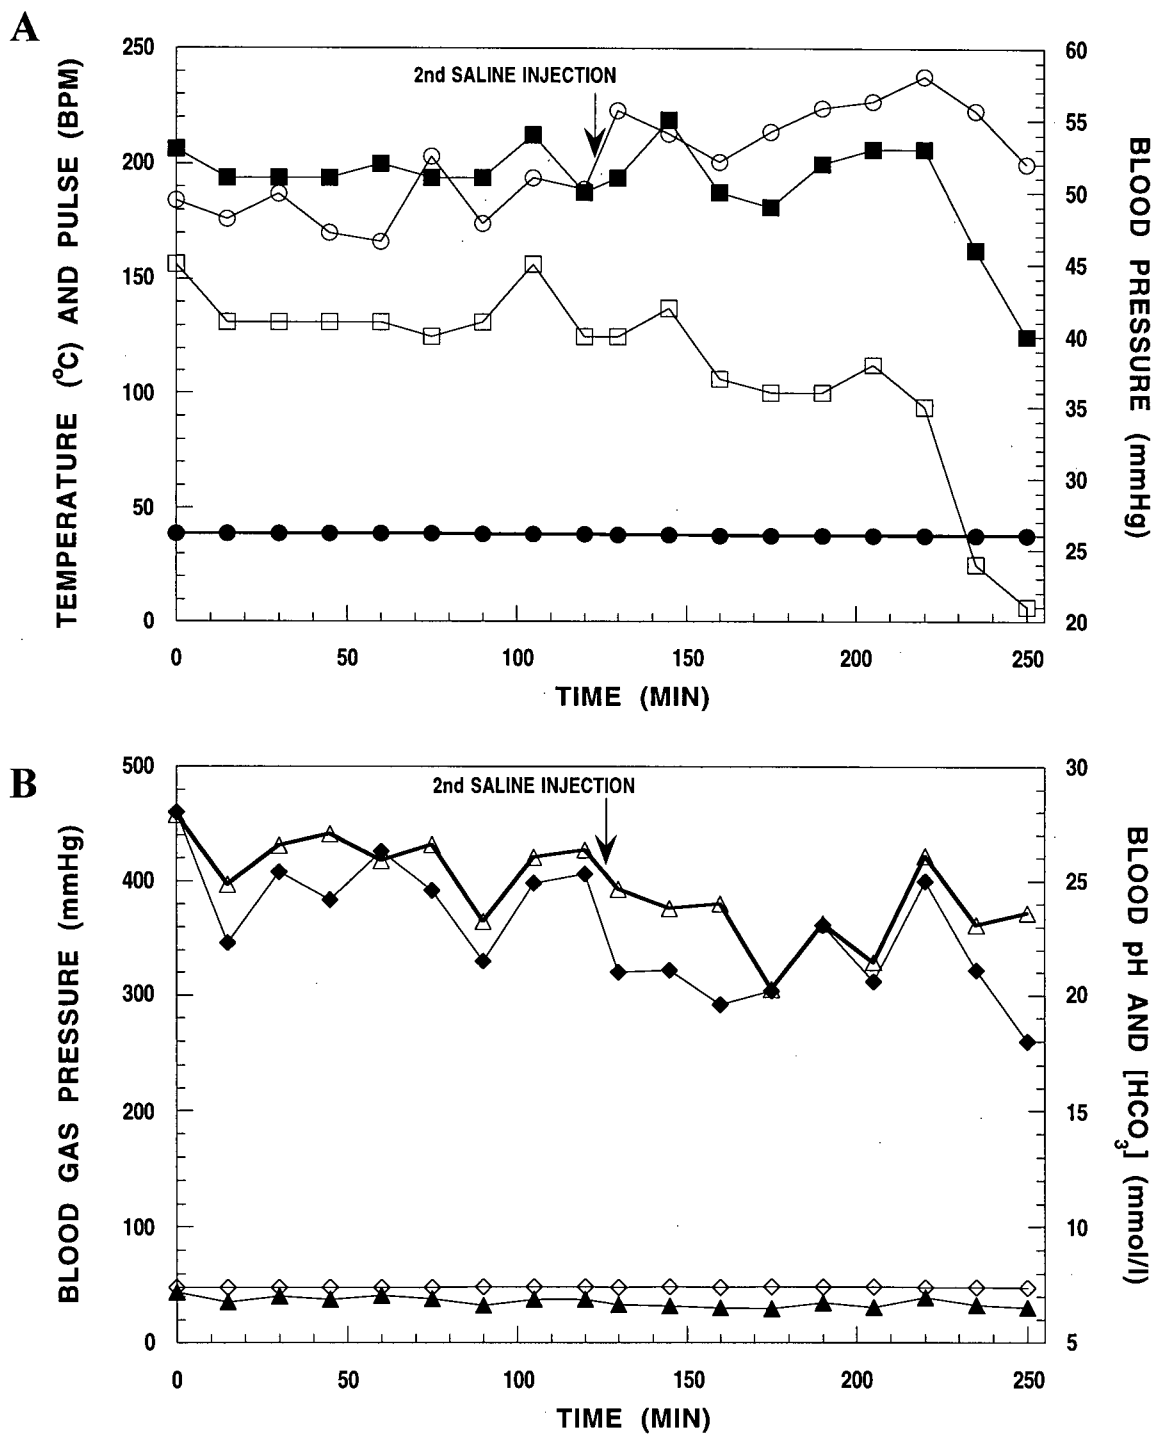 A
2nd SALINE INJECTION
TEMPERATURE (°C) AND PULSE (BPM)
250
200
150
100
50
0
60
55
50
45
40
35
30
25
20
BLOOD PRESSURE (mmHg)
0 50 100 150 200 250
TIME (MIN)
B
2nd SALINE INJECTION
BLOOD GAS PRESSURE (mmHg)
500
400
300
200
100
0
30
25
20
15
10
5
BLOOD pH AND [HCO3] (mmol/l)
0 50 100 150 200 250
TIME (MIN)